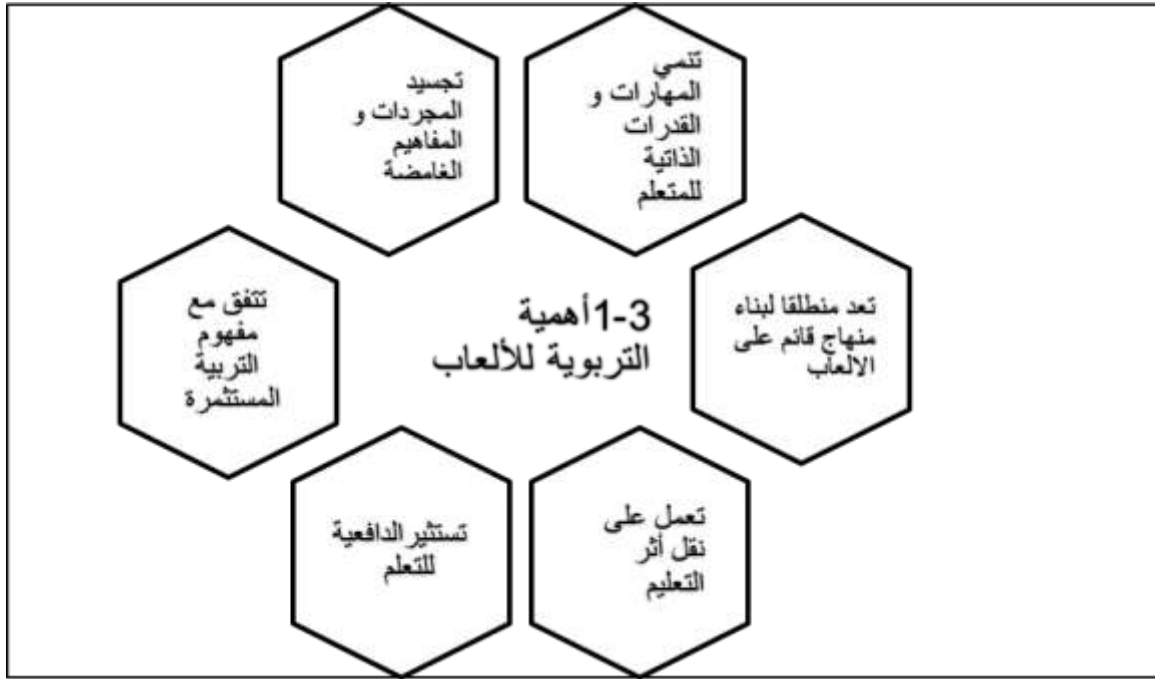 تنمي
المهارات و
القدرات
الذاتية
للمتعلم
تجسيد
المجردات و
المفاهيم
الغامضة
تعد منطلقا لبناء
منهاج قائم على
الالعاب
1-3أهمية
التربوية للألعاب
تتفق مع
مفهوم
التربية
المستثمرة
تعمل على
نقل أثر
التعليم
تستثير الدافعية
للتعلم